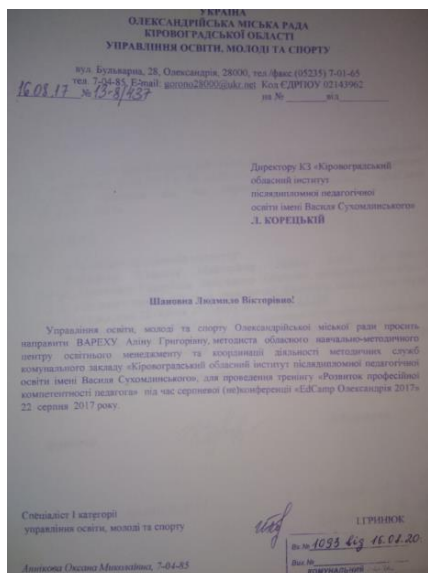 УКРАЇНА
ОЛЕКСАНДРІЙСЬКА МІСЬКА РАДА
КІРОВОГРАДСЬКОЇ ОБЛАСТІ
УПРАВЛІННЯ ОСВІТИ, МОЛОДІ ТА СПОРТУ
вул. Бульварна, 28, Олександрія, 28000, тел./факс (05235) 7-01-65
тел. 7-04-85, E-mail: gorono28000@ukr.net Код ЄДРПОУ 02143962
16.08.17 № 13-8/437 на № ________ від ________
Директору КЗ «Кіровоградський
обласний інститут
післядипломної педагогічної
освіти імені Василя Сухомлинського»
Л. КОРЕЦЬКІЙ
Шановна Людмило Вікторівно!
Управління освіти, молоді та спорту Олександрійської міської ради просить
направити ВАРЕХУ Аліну Григорівну, методиста обласного навчально-методичного
центру освітнього менеджменту та координації діяльності методичних служб
комунального закладу «Кіровоградський обласний інститут післядипломної педагогічної
освіти імені Василя Сухомлинського», для проведення тренінгу «Розвиток професійної
компетентності педагога» під час серпневої (не)конференції «EdCamp Олександрія 2017»
22 серпня 2017 року.
Спеціаліст І категорії
управління освіти, молоді та спорту І.ГРИНЮК
Вх № 1093 від 16.08.20
Вих №
КОМУНАЛЬНИЙ
Оксана Миколаївна, 7-04-85